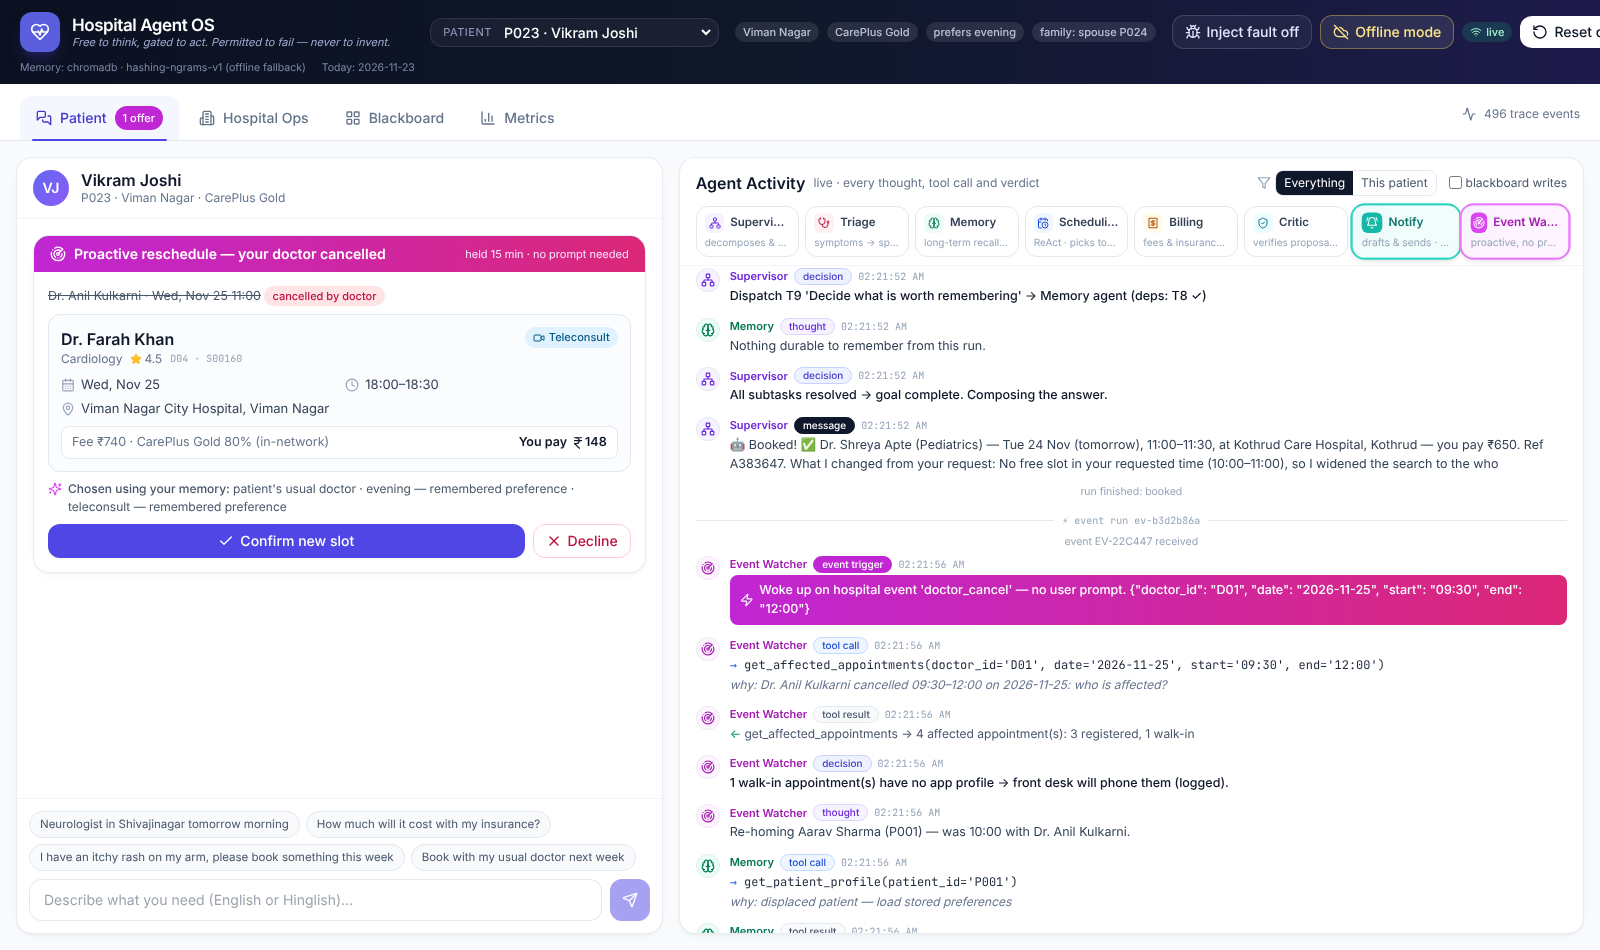 Hospital Agent OS
Free to think, gated to act. Permitted to fail — never to invent.
PATIENT P023 · Vikram Joshi
Viman Nagar
CarePlus Gold
prefers evening
family: spouse P024
Inject fault off
Offline mode
live
Reset
Memory: chromadb · hashing-ngrams-v1 (offline fallback) Today: 2026-11-23
Patient 1 offer
Hospital Ops
Blackboard
Metrics
496 trace events
VJ
Vikram Joshi
P023 · Viman Nagar · CarePlus Gold
Proactive reschedule — your doctor cancelled
held 15 min · no prompt needed
Dr. Anil Kulkarni · Wed, Nov 25 11:00 cancelled by doctor
Dr. Farah Khan
Teleconsult
Cardiology 4.5 D04 · S00160
Wed, Nov 25
18:00–18:30
Viman Nagar City Hospital, Viman Nagar
Fee ₹740 · CarePlus Gold 80% (in-network)
You pay ₹148
Chosen using your memory: patient's usual doctor · evening — remembered preference ·
teleconsult — remembered preference
Confirm new slot
Decline
Neurologist in Shivajinagar tomorrow morning
How much will it cost with my insurance?
I have an itchy rash on my arm, please book something this week
Book with my usual doctor next week
Describe what you need (English or Hinglish)...
Agent Activity live · every thought, tool call and verdict
Everything
This patient
blackboard writes
Supervi...
decomposes & ...
Triage
symptoms → sp...
Memory
long-term recall...
Scheduli...
ReAct · picks to...
Billing
fees & insuranc...
Critic
verifies proposa...
Notify
drafts & sends · ...
Event Wa...
proactive, no pr...
Supervisor decision 02:21:52 AM
Dispatch T9 'Decide what is worth remembering' → Memory agent (deps: T8 ✓)
Memory thought 02:21:52 AM
Nothing durable to remember from this run.
Supervisor decision 02:21:52 AM
All subtasks resolved → goal complete. Composing the answer.
Supervisor message 02:21:52 AM
🤖 Booked! ✅ Dr. Shreya Apte (Pediatrics) — Tue 24 Nov (tomorrow), 11:00–11:30, at Kothrud Care Hospital, Kothrud — you pay ₹650. Ref
A383647. What I changed from your request: No free slot in your requested time (10:00–11:00), so I widened the search to the who
run finished: booked
⚡ event run ev-b3d2b86a
event EV-22C447 received
Event Watcher event trigger 02:21:56 AM
Woke up on hospital event 'doctor_cancel' — no user prompt. {"doctor_id": "D01", "date": "2026-11-25", "start": "09:30", "end":
"12:00"}
Event Watcher tool call 02:21:56 AM
→ get_affected_appointments(doctor_id='D01', date='2026-11-25', start='09:30', end='12:00')
why: Dr. Anil Kulkarni cancelled 09:30–12:00 on 2026-11-25: who is affected?
Event Watcher tool result 02:21:56 AM
← get_affected_appointments → 4 affected appointment(s): 3 registered, 1 walk-in
Event Watcher decision 02:21:56 AM
1 walk-in appointment(s) have no app profile → front desk will phone them (logged).
Event Watcher thought 02:21:56 AM
Re-homing Aarav Sharma (P001) — was 10:00 with Dr. Anil Kulkarni.
Memory tool call 02:21:56 AM
→ get_patient_profile(patient_id='P001')
why: displaced patient — load stored preferences
Memory tool result 02:21:56 AM